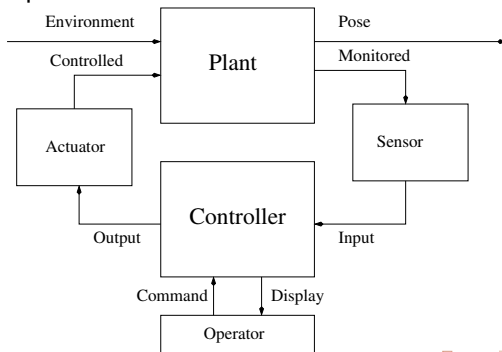 Environment
Pose
Controlled
Monitored
Plant
Actuator
Sensor
Controller
Output
Input
Command
Display
Operator